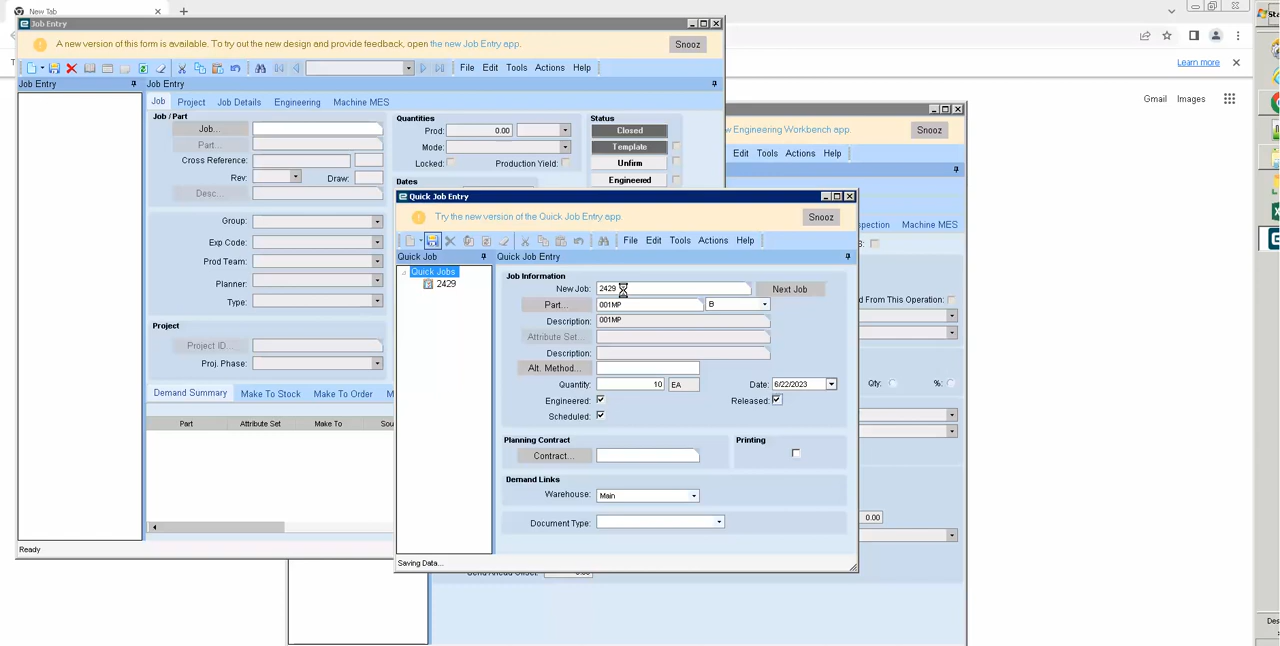 New Tab
Job Entry
A new version of this form is available. To try out the new design and provide feedback, open the new Job Entry app.
Snooz
File Edit Tools Actions Help
Job Entry
Job Entry
Job Project Job Details Engineering Machine MES
Job / Part
Job...
Part...
Cross Reference:
Rev: Draw:
Desc...
Group:
Exp Code:
Prod Team:
Planner:
Type:
Project
Project ID...
Proj. Phase:
Quantities
Prod: 0.00
Mode:
Locked: Production Yield:
Dates
Status
Closed
Template
Unfirm
Engineered
Demand Summary Make To Stock Make To Order M
Part Attribute Set Make To Sou
Ready
Learn more
Gmail Images
Sta
w Engineering Workbench app.
Snooz
Edit Tools Actions Help
spection Machine MES
d From This Operation:
Qty: %:
0.00
Quick Job Entry
Try the new version of the Quick Job Entry app.
Snooz
File Edit Tools Actions Help
Quick Job
Quick Job Entry
Quick Jobs
2429
Job Information
New Job: 2429 Next Job
Part... 001MP B
Description: 001MP
Attribute Set...
Description:
Alt. Method...
Quantity: 10 EA Date: 6/22/2023
Engineered: Released:
Scheduled:
Planning Contract
Contract...
Printing
Demand Links
Warehouse: Main
Document Type:
Saving Data...
0.00
Des